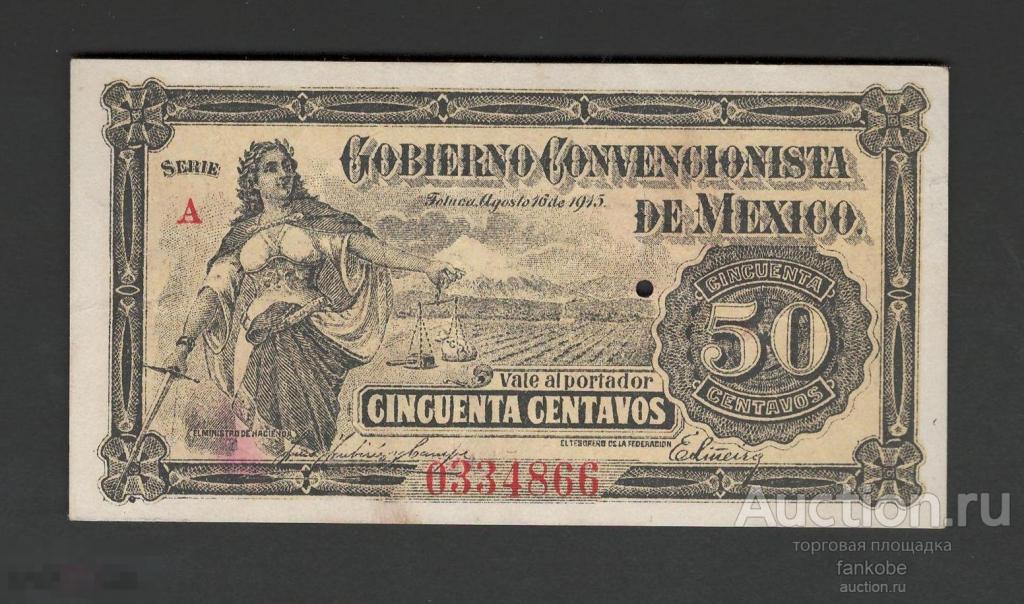 SERIE
A
GOBIERNO CONVENCIONISTA
Toluca, Agosto 16 de 1915.
DE MEXICO.
CINCUENTA
50
CENTAVOS
Vale al portador
CINCUENTA CENTAVOS
EL MINISTRO DE HACIENDA
EL TESORERO DE LA FEDERACION
0334866
Auction.ru
торговая площадка
fankobe
auction.ru